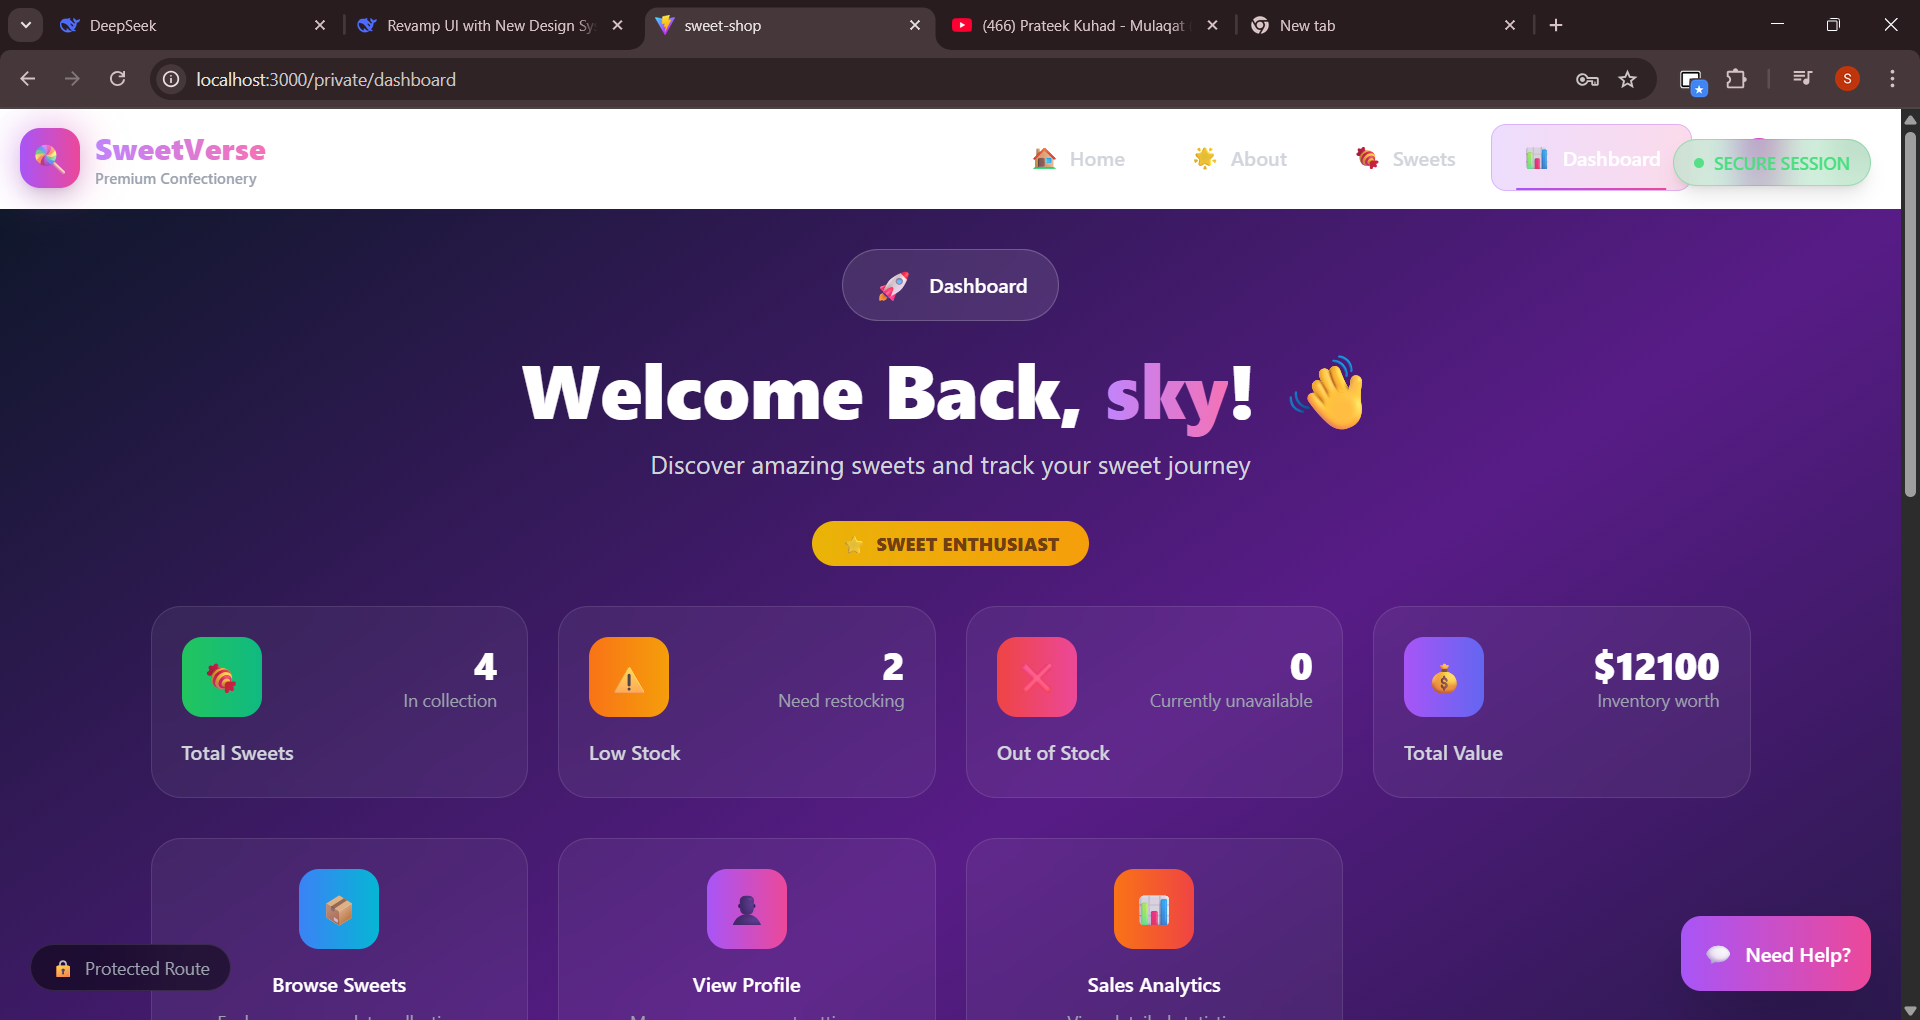 DeepSeek
Revamp UI with New Design Sy
sweet-shop
(466) Prateek Kuhad - Mulaqat
New tab
localhost:3000/private/dashboard
S
SweetVerse
Premium Confectionery
Home
About
Sweets
Dashboard
SECURE SESSION
Dashboard
Welcome Back, sky!
Discover amazing sweets and track your sweet journey
SWEET ENTHUSIAST
4
In collection
Total Sweets
2
Need restocking
Low Stock
0
Currently unavailable
Out of Stock
$12100
Inventory worth
Total Value
Browse Sweets
View Profile
Sales Analytics
Protected Route
Need Help?